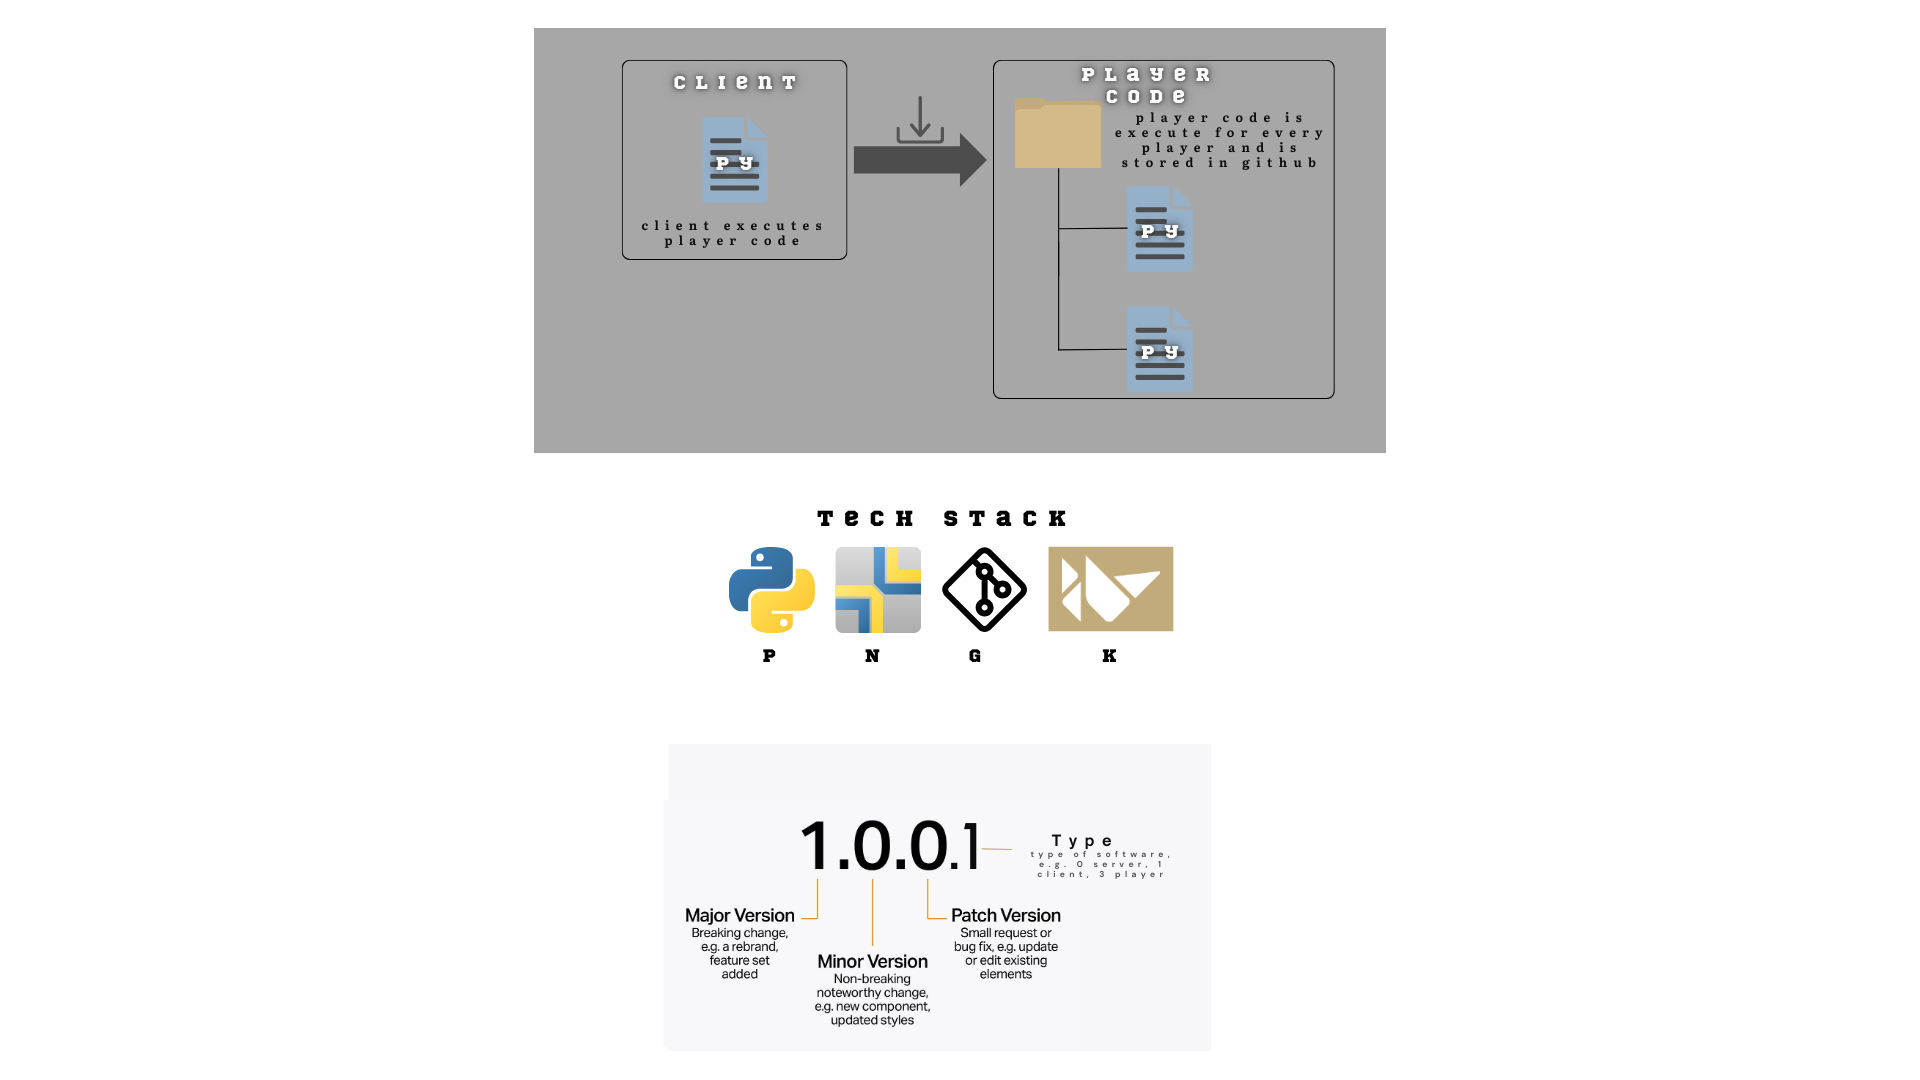 CLIENT
PY
client executes
player code
PLAYER
CODE
player code is
execute for every
player and is
stored in github
PY
PY
TECH STACK
P N G K
1.0.0.1
Type
type of software,
e.g. 0 server, 1
client, 3 player
Major Version
Breaking change,
e.g. a rebrand,
feature set
added
Minor Version
Non-breaking
noteworthy change,
e.g. new component,
updated styles
Patch Version
Small request or
bug fix, e.g. update
or edit existing
elements